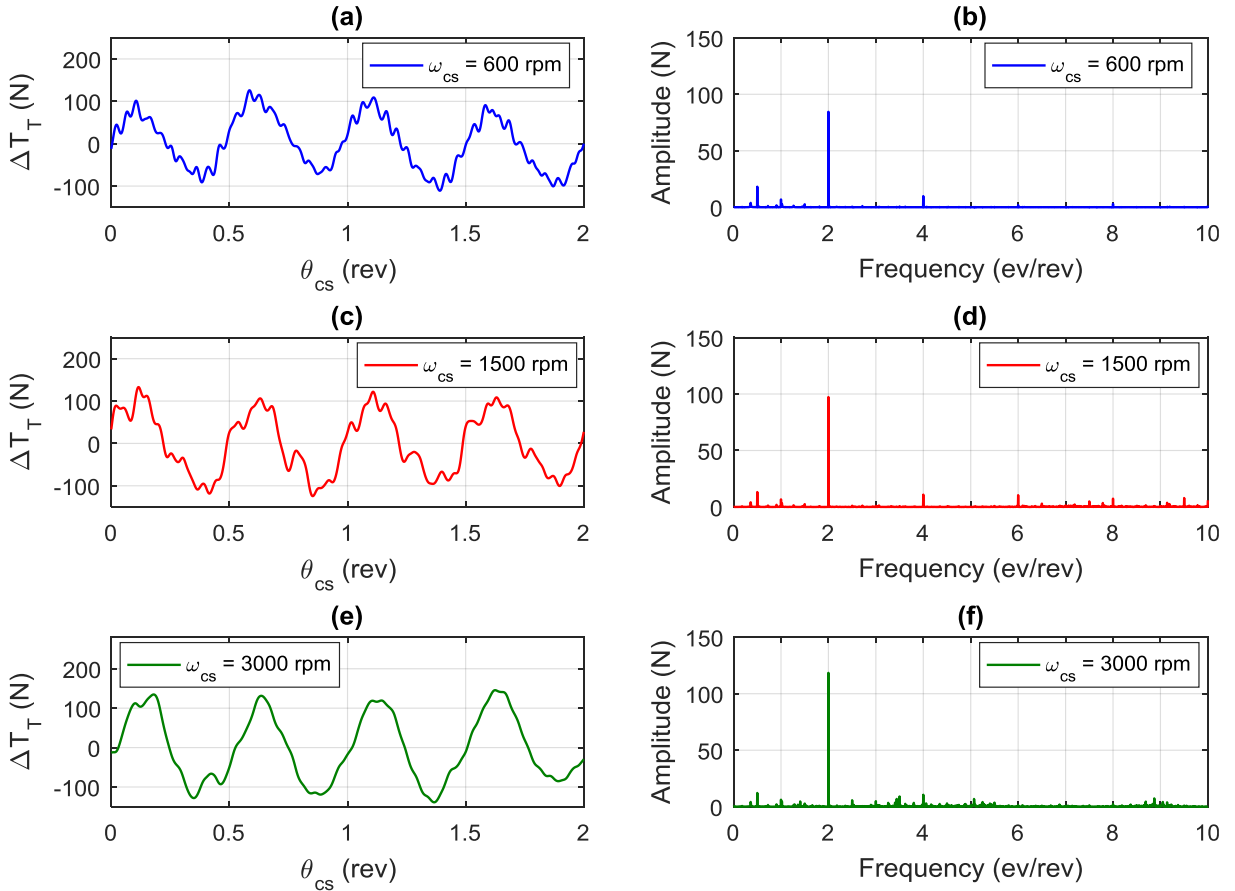 (a)
ΔT_T (N)
200
100
0
-100
ω_cs = 600 rpm
0 0.5 1 1.5 2
θ_cs (rev)
(b)
Amplitude (N)
150
100
50
0
ω_cs = 600 rpm
0 2 4 6 8 10
Frequency (ev/rev)
(c)
ΔT_T (N)
200
100
0
-100
ω_cs = 1500 rpm
0 0.5 1 1.5 2
θ_cs (rev)
(d)
Amplitude (N)
150
100
50
0
ω_cs = 1500 rpm
0 2 4 6 8 10
Frequency (ev/rev)
(e)
ΔT_T (N)
200
100
0
-100
ω_cs = 3000 rpm
0 0.5 1 1.5 2
θ_cs (rev)
(f)
Amplitude (N)
150
100
50
0
ω_cs = 3000 rpm
0 2 4 6 8 10
Frequency (ev/rev)